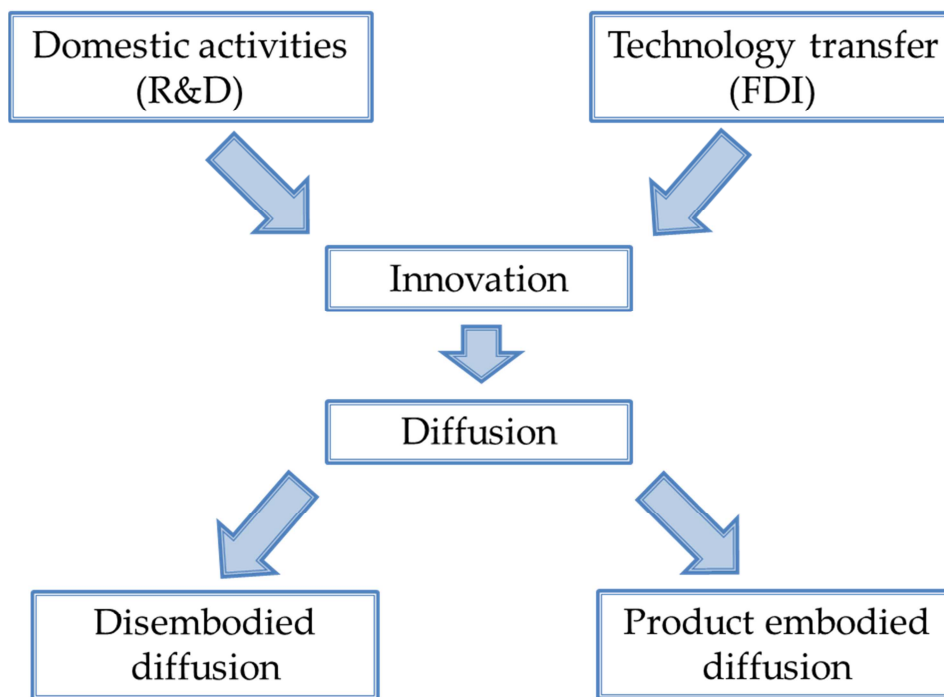 Domestic activities
(R&D)
Technology transfer
(FDI)
Innovation
Diffusion
Disembodied
diffusion
Product embodied
diffusion